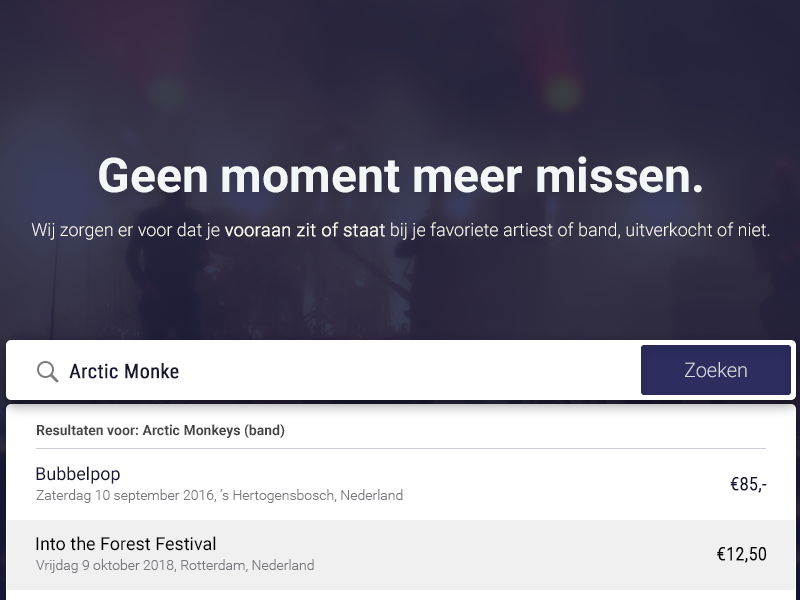 Geen moment meer missen.
Wij zorgen er voor dat je vooraan zit of staat bij je favoriete artiest of band, uitverkocht of niet.
Arctic Monke
Zoeken
Resultaten voor: Arctic Monkeys (band)
Bubbelpop
€85,-
Zaterdag 10 september 2016, 's Hertogensbosch, Nederland
Into the Forest Festival
€12,50
Vrijdag 9 oktober 2018, Rotterdam, Nederland